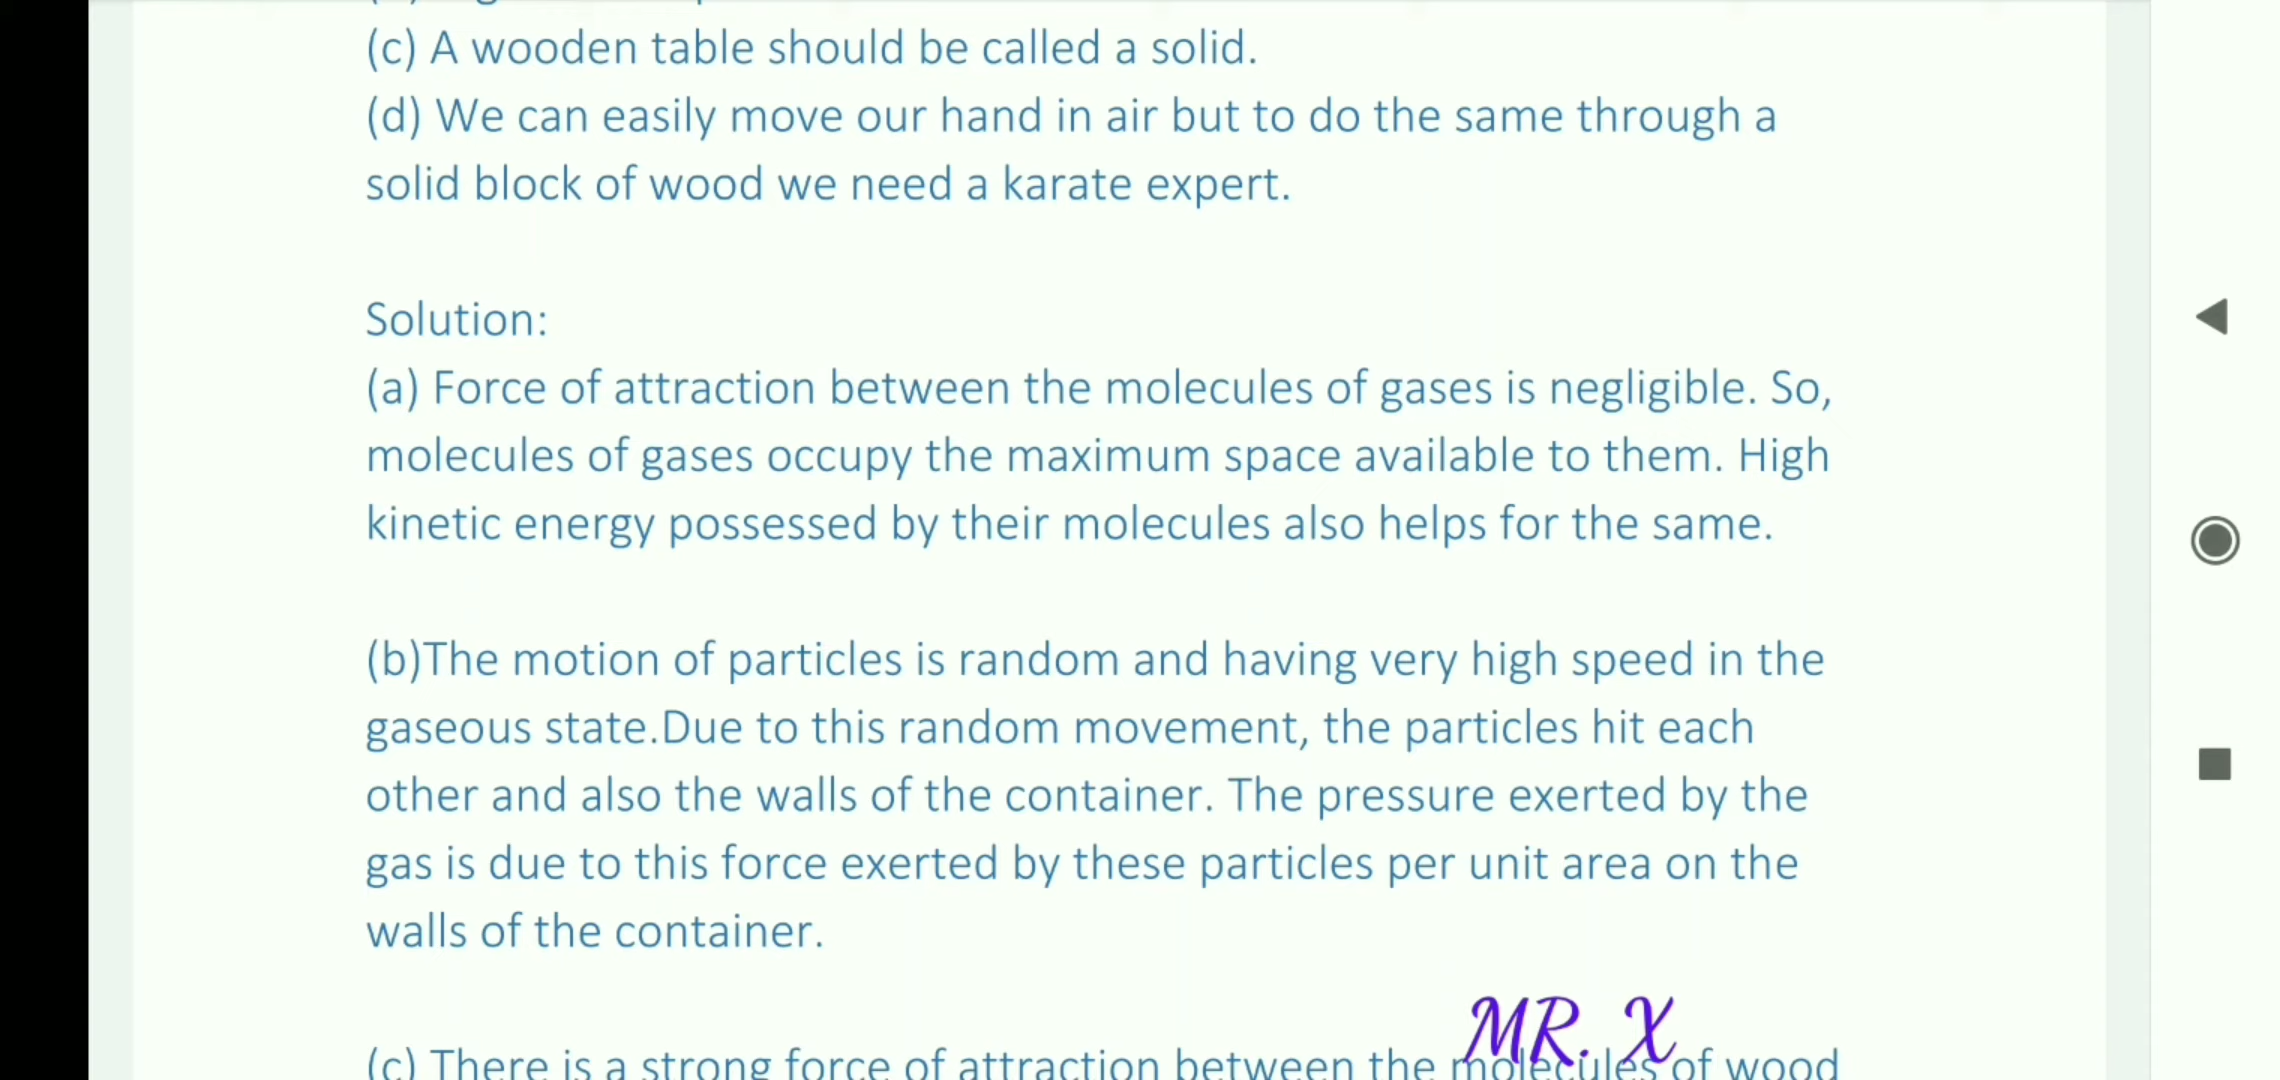 (c) A wooden table should be called a solid.
(d) We can easily move our hand in air but to do the same through a
solid block of wood we need a karate expert.
Solution:
(a) Force of attraction between the molecules of gases is negligible. So,
molecules of gases occupy the maximum space available to them. High
kinetic energy possessed by their molecules also helps for the same.
(b)The motion of particles is random and having very high speed in the
gaseous state.Due to this random movement, the particles hit each
other and also the walls of the container. The pressure exerted by the
gas is due to this force exerted by these particles per unit area on the
walls of the container.
MR. X
(c) There is a strong force of attraction between the molecules of wood